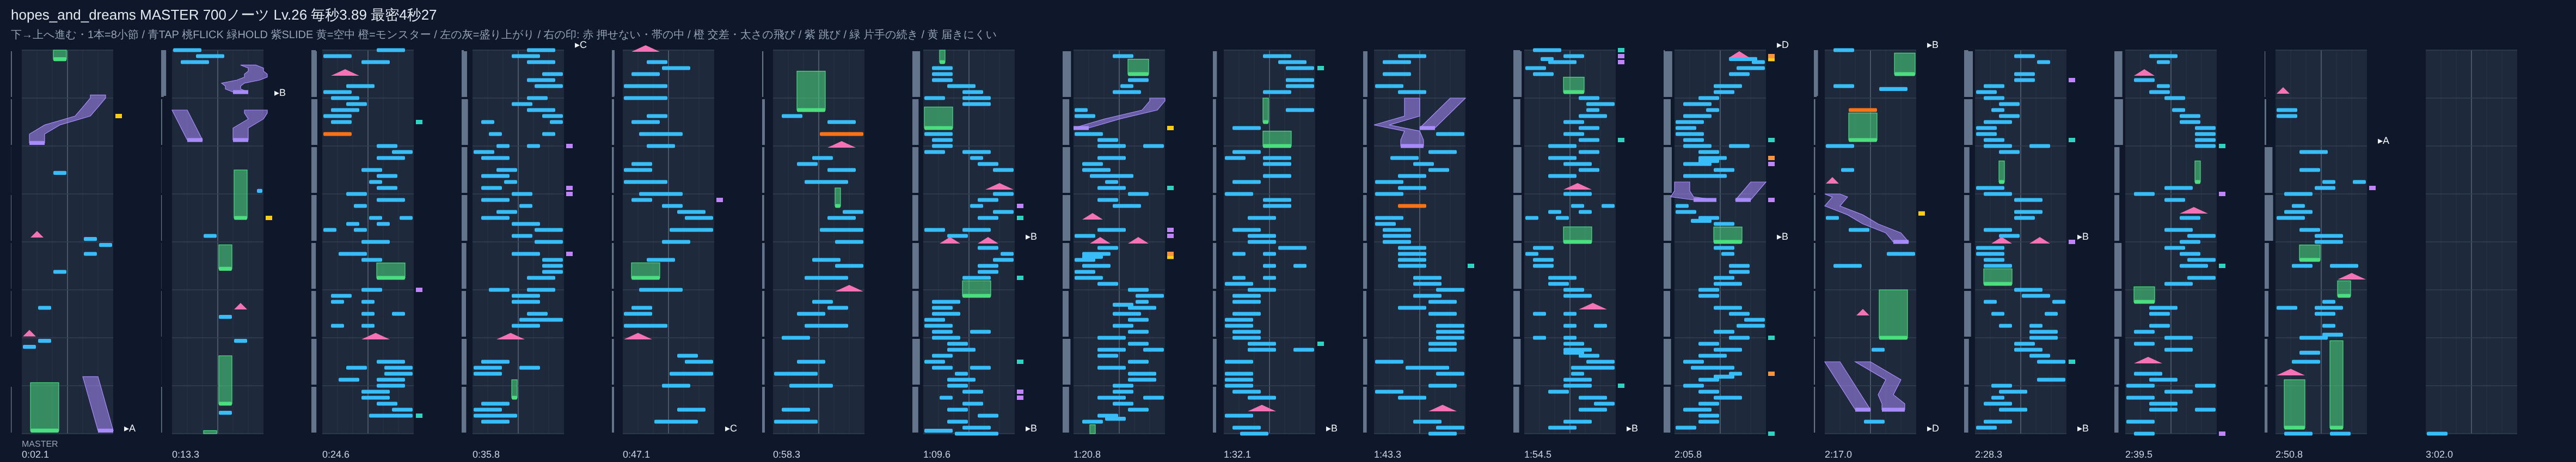 hopes_and_dreams MASTER 700ノーツ Lv.26 毎秒3.89 最密4秒27
下→上へ進む・1本=8小節 / 青TAP 桃FLICK 緑HOLD 紫SLIDE 黄=空中 橙=モンスター / 左の灰=盛り上がり / 右の印: 赤 押せない・帯の中 / 橙 交差・太さの飛び / 紫 跳び / 緑 片手の続き / 黄 届きにくい
▸C
▸D
▸B
▸B
▸A
▸B
▸B
▸B
▸A
▸C
▸B
▸B
▸B
▸D
▸B
MASTER
0:02.1
0:13.3
0:24.6
0:35.8
0:47.1
0:58.3
1:09.6
1:20.8
1:32.1
1:43.3
1:54.5
2:05.8
2:17.0
2:28.3
2:39.5
2:50.8
3:02.0